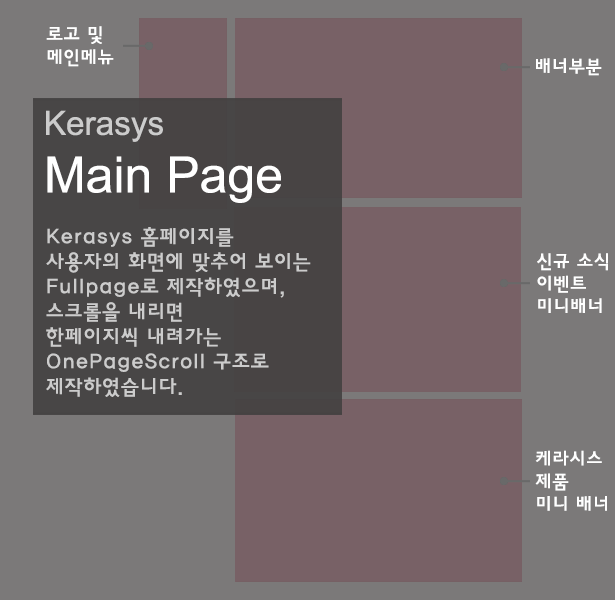 로고 및
메인메뉴
배너부분
Kerasys
Main Page
Kerasys 홈페이지를
사용자의 화면에 맞추어 보이는
Fullpage로 제작하였으며,
스크롤을 내리면
한페이지씩 내려가는
OnePageScroll 구조로
제작하였습니다.
신규 소식
이벤트
미니배너
케라시스
제품
미니 배너